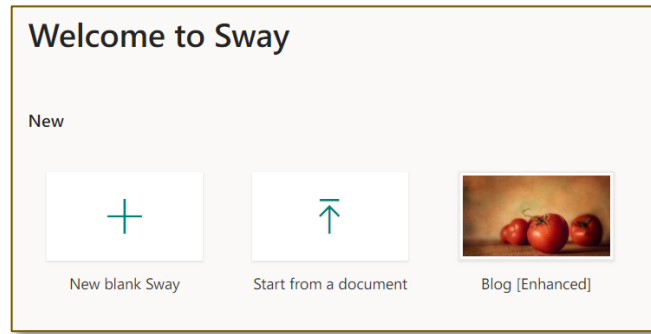 Welcome to Sway
New
New blank Sway
Start from a document
Blog [Enhanced]